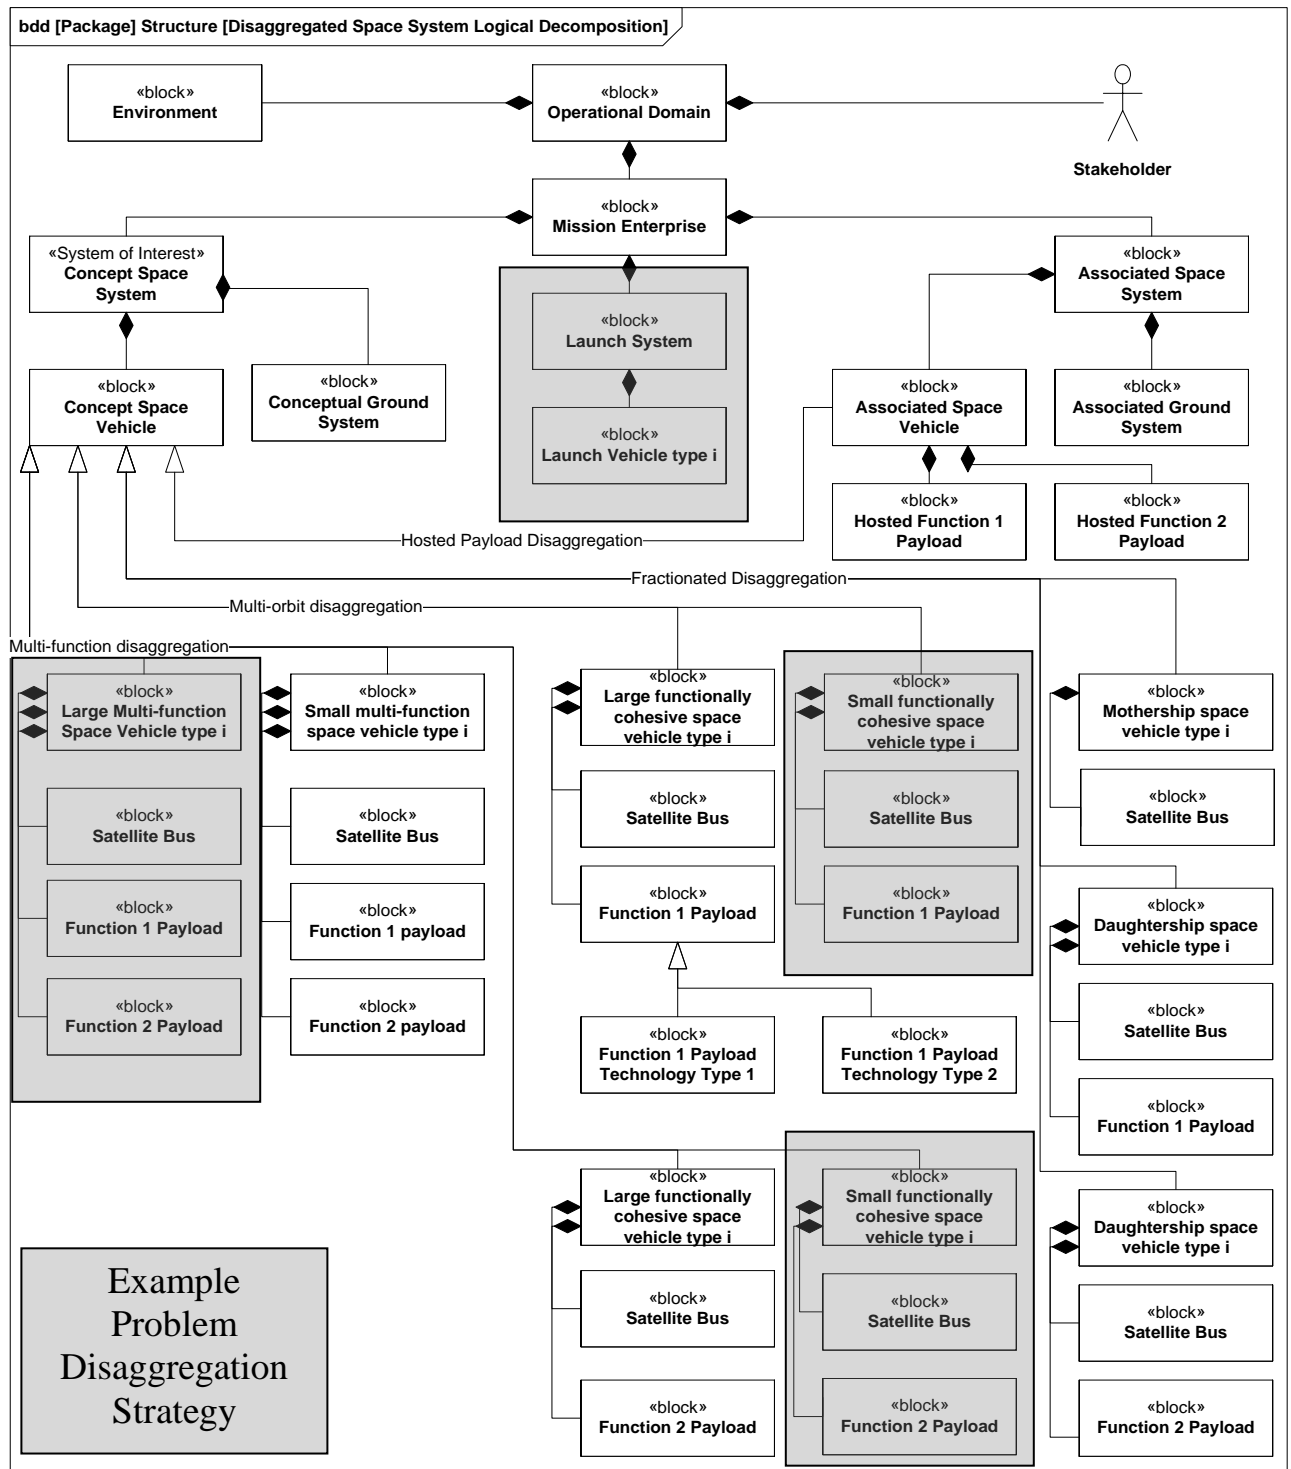 bdd [Package] Structure [Disaggregated Space System Logical Decomposition]
«block»
Environment
«block»
Operational Domain
Stakeholder
«block»
Mission Enterprise
«System of Interest»
Concept Space
System
«block»
Associated Space
System
«block»
Launch System
«block»
Concept Space
Vehicle
«block»
Conceptual Ground
System
«block»
Launch Vehicle type i
«block»
Associated Space
Vehicle
«block»
Associated Ground
System
«block»
Hosted Function 1
Payload
«block»
Hosted Function 2
Payload
Hosted Payload Disaggregation
Fractionated Disaggregation
Multi-orbit disaggregation
Multi-function disaggregation
«block»
Large Multi-function
Space Vehicle type i
«block»
Satellite Bus
«block»
Function 1 Payload
«block»
Function 2 Payload
«block»
Small multi-function
space vehicle type i
«block»
Satellite Bus
«block»
Function 1 payload
«block»
Function 2 payload
«block»
Large functionally
cohesive space
vehicle type i
«block»
Satellite Bus
«block»
Function 1 Payload
«block»
Function 1 Payload
Technology Type 1
«block»
Function 1 Payload
Technology Type 2
«block»
Small functionally
cohesive space
vehicle type i
«block»
Satellite Bus
«block»
Function 1 Payload
«block»
Mothership space
vehicle type i
«block»
Satellite Bus
«block»
Daughtership space
vehicle type i
«block»
Satellite Bus
«block»
Function 1 Payload
«block»
Large functionally
cohesive space
vehicle type i
«block»
Satellite Bus
«block»
Function 2 Payload
«block»
Small functionally
cohesive space
vehicle type i
«block»
Satellite Bus
«block»
Function 2 Payload
«block»
Daughtership space
vehicle type i
«block»
Satellite Bus
«block»
Function 2 Payload
Example
Problem
Disaggregation
Strategy